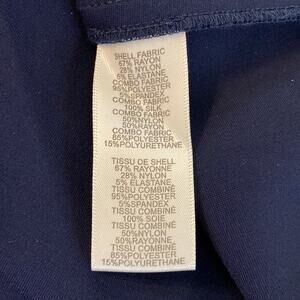 SHELL FABRIC
67% RAYON
28% NYLON
5% ELASTANE
COMBO FABRIC
95%POLYESTER
5%SPANDEX
COMBO FABRIC
100% SILK
COMBO FABRIC
50%NYLON
50%RAYON
COMBO FABRIC
85%POLYESTER
15%POLYURETHANE
TISSU DE SHELL
67% RAYONNE
28% NYLON
5% ELASTANE
TISSU COMBINÉ
95%POLYESTER
5%SPANDEX
TISSU COMBINÉ
100% SOIE
TISSU COMBINÉ
50%NYLON
50%RAYONNE
TISSU COMBINÉ
85%POLYESTER
15%POLYURETHANE